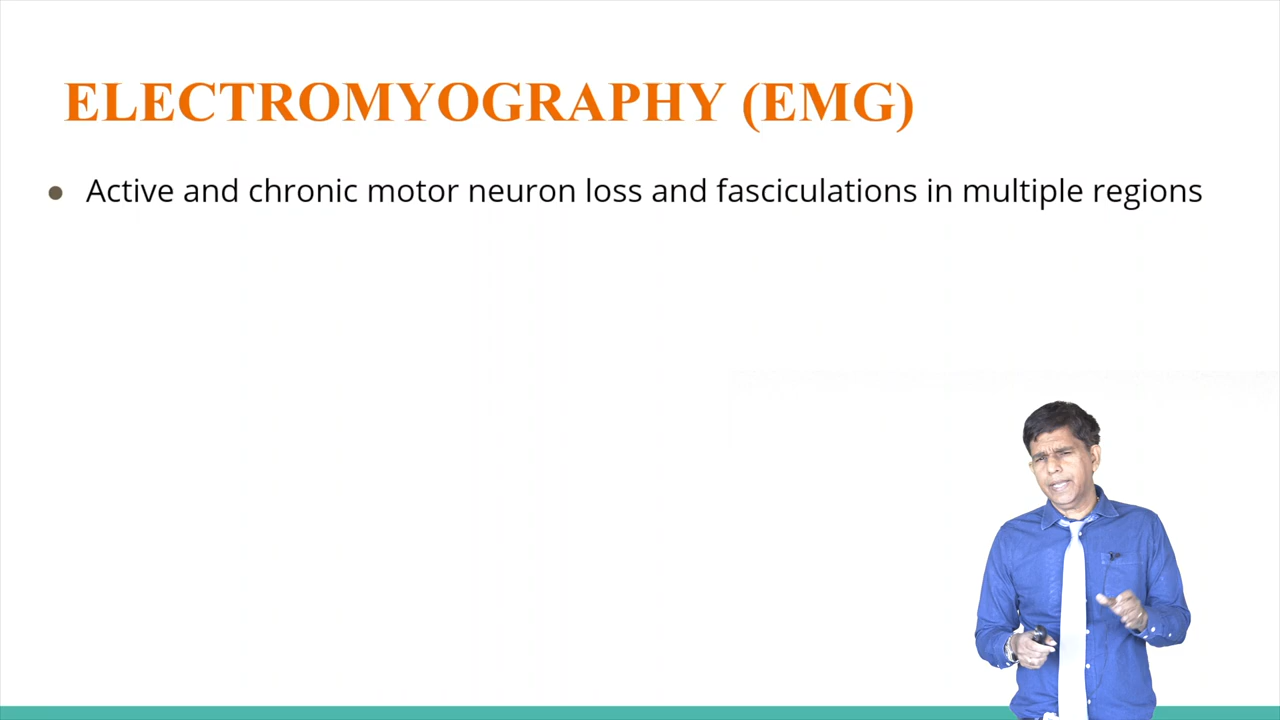 ELECTROMYOGRAPHY (EMG)
● Active and chronic motor neuron loss and fasciculations in multiple regions